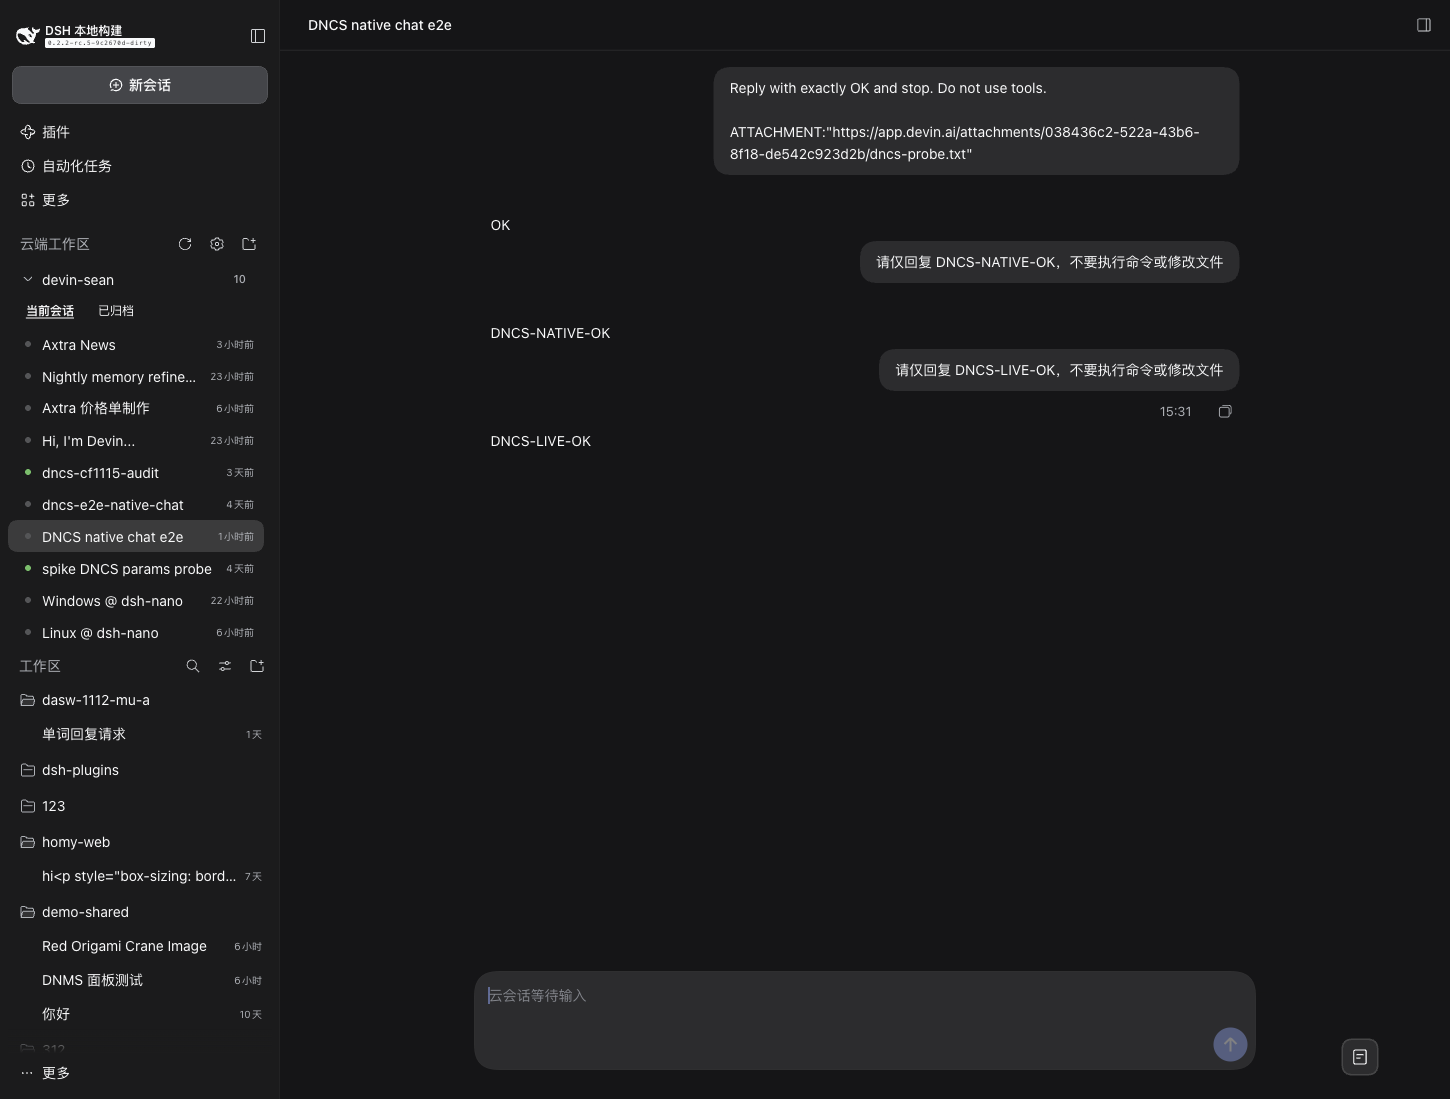 DSH 本地构建
0.2.2-rc.5-9c2670d-dirty
新会话
插件
自动化任务
更多
云端工作区
devin-sean 10
当前会话 已归档
Axtra News 3 小时前
Nightly memory refine... 23 小时前
Axtra 价格单制作 6 小时前
Hi, I'm Devin... 23 小时前
dncs-cf1115-audit 3 天前
dncs-e2e-native-chat 4 天前
DNCS native chat e2e 1 小时前
spike DNCS params probe 4 天前
Windows @ dsh-nano 22 小时前
Linux @ dsh-nano 6 小时前
工作区
dasw-1112-mu-a
单词回复请求 1 天
dsh-plugins
123
homy-web
hi<p style="box-sizing: bord... 7 天
demo-shared
Red Origami Crane Image 6 小时
DNMS 面板测试 6 小时
你好 10 天
312
... 更多
DNCS native chat e2e
Reply with exactly OK and stop. Do not use tools.
ATTACHMENT:"https://app.devin.ai/attachments/038436c2-522a-43b6-
8f18-de542c923d2b/dncs-probe.txt"
OK
请仅回复 DNCS-NATIVE-OK，不要执行命令或修改文件
DNCS-NATIVE-OK
请仅回复 DNCS-LIVE-OK，不要执行命令或修改文件
15:31
DNCS-LIVE-OK
云会话等待输入